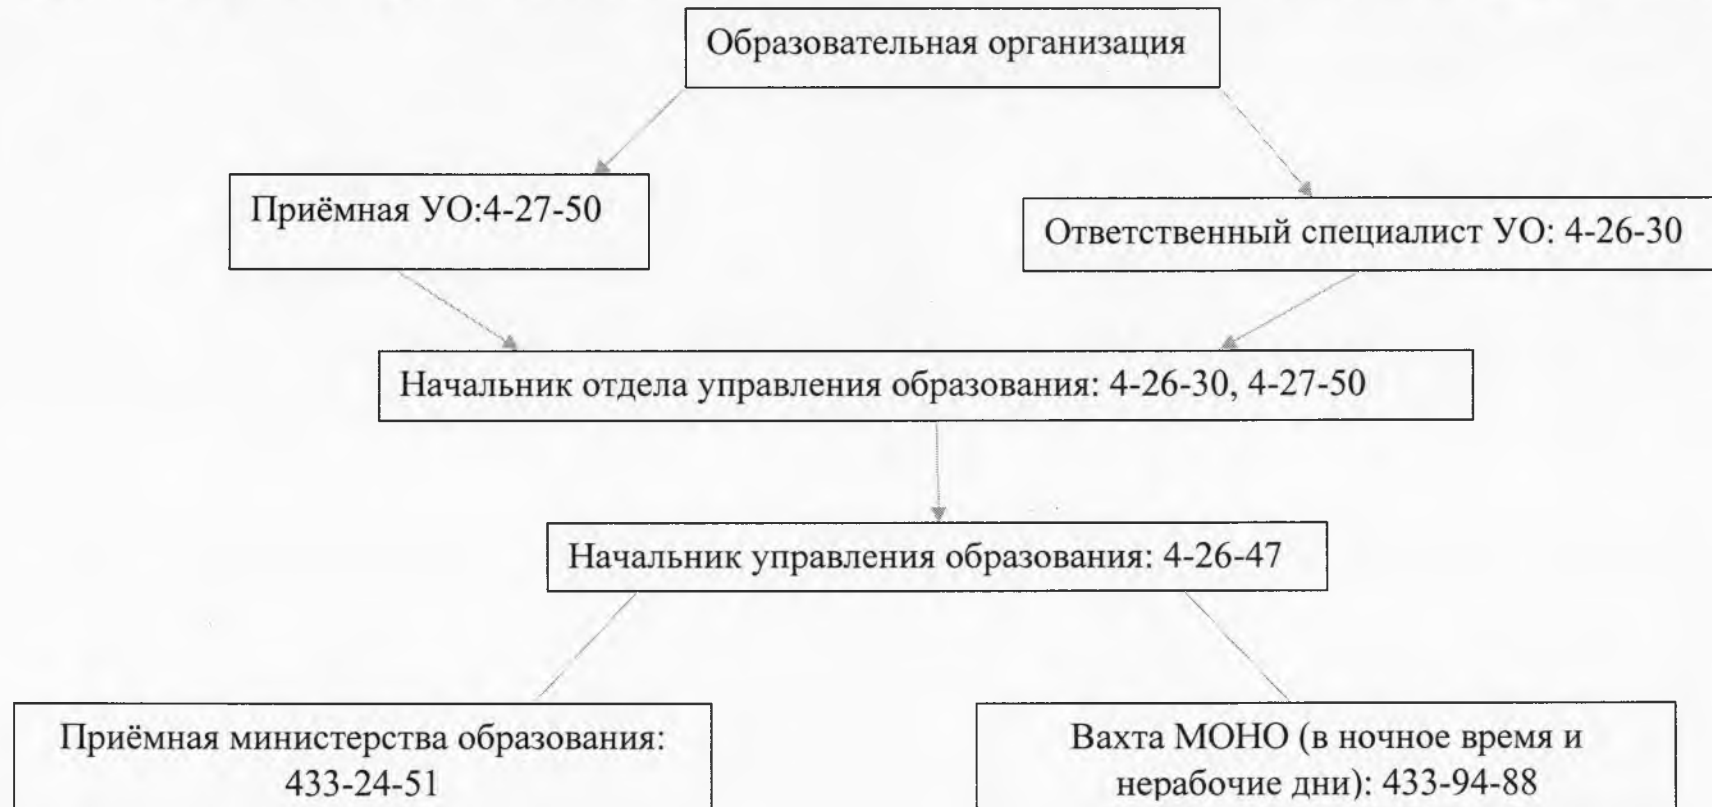 Образовательная организация
Приёмная УО:4-27-50
Ответственный специалист УО: 4-26-30
Начальник отдела управления образования: 4-26-30, 4-27-50
Начальник управления образования: 4-26-47
Приёмная министерства образования:
433-24-51
Вахта МОНО (в ночное время и
нерабочие дни): 433-94-88